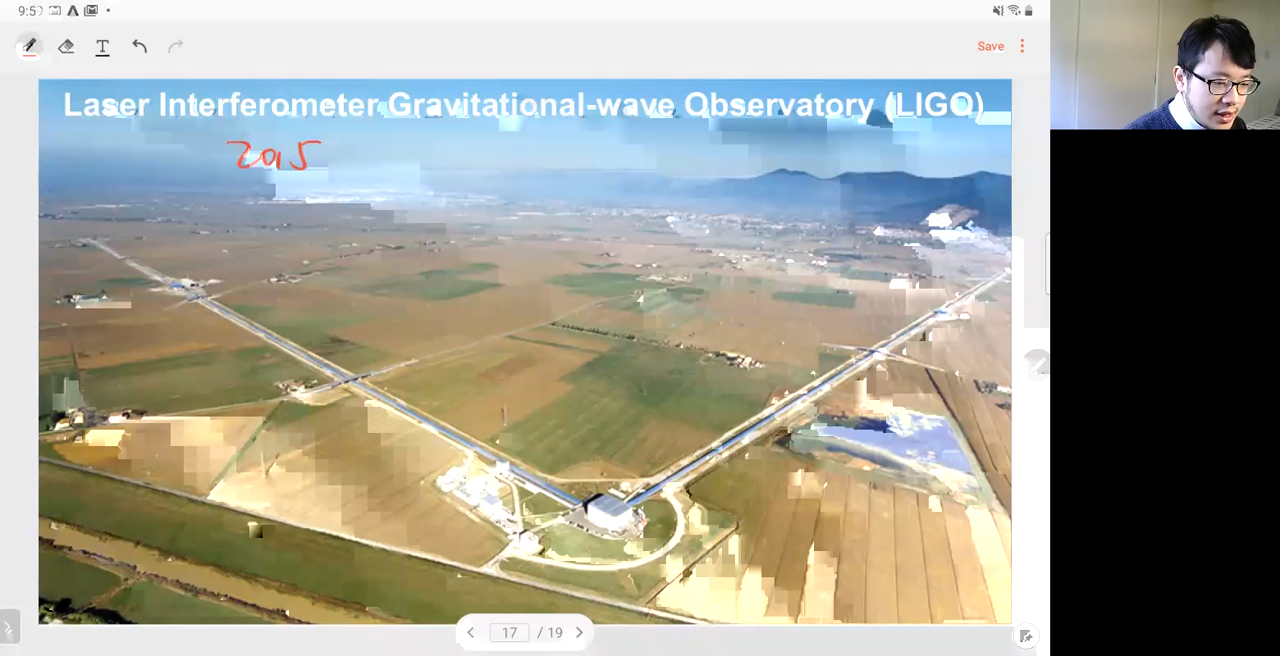 9:5
Save
Laser Interferometer Gravitational-wave Observatory (LIGO)
2015
17 / 19